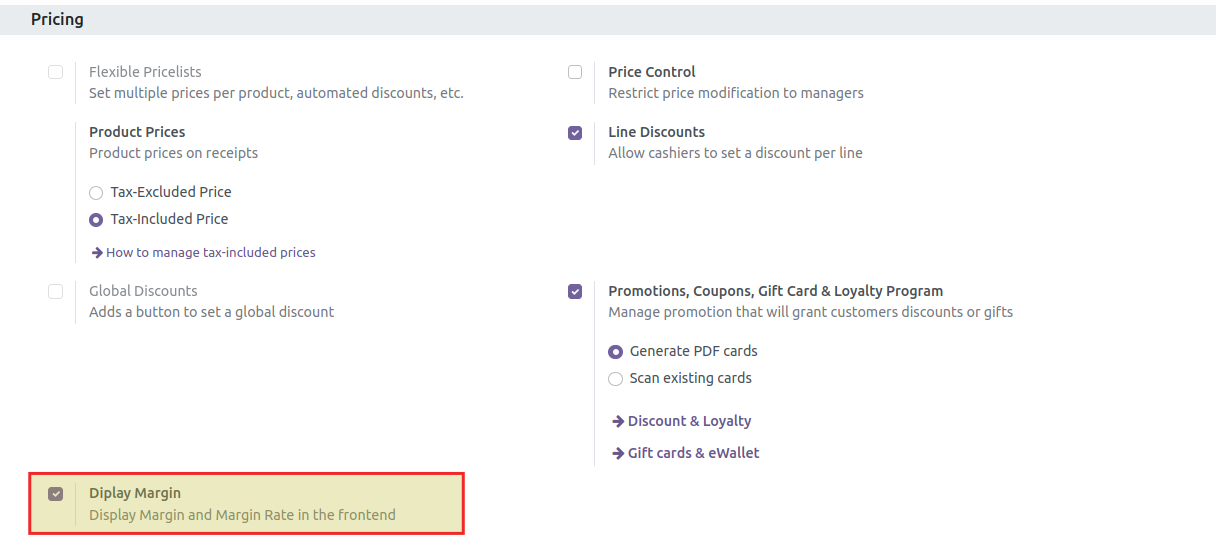 Pricing
Flexible Pricelists
Set multiple prices per product, automated discounts, etc.
Price Control
Restrict price modification to managers
Product Prices
Product prices on receipts
Tax-Excluded Price
Tax-Included Price
How to manage tax-included prices
Line Discounts
Allow cashiers to set a discount per line
Global Discounts
Adds a button to set a global discount
Promotions, Coupons, Gift Card & Loyalty Program
Manage promotion that will grant customers discounts or gifts
Generate PDF cards
Scan existing cards
Discount & Loyalty
Gift cards & eWallet
Diplay Margin
Display Margin and Margin Rate in the frontend